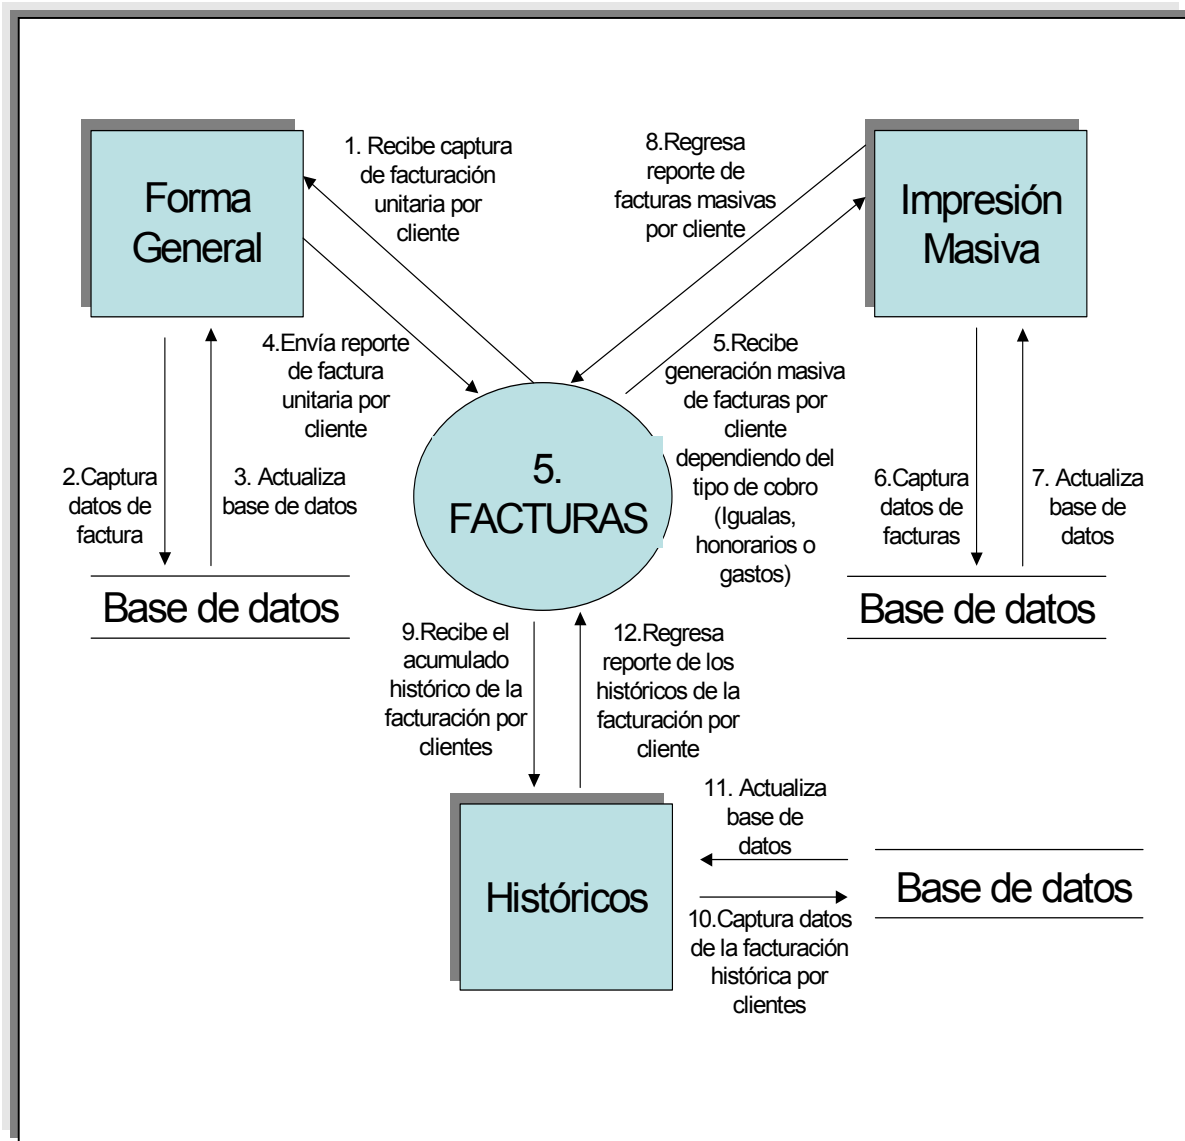 Forma
General
1. Recibe captura
de facturación
unitaria por
cliente
8.Regresa
reporte de
facturas masivas
por cliente
Impresión
Masiva
4.Envía reporte
de factura
unitaria por
cliente
5.Recibe
generación masiva
de facturas por
cliente
dependiendo del
tipo de cobro
(Igualas,
honorarios o
gastos)
5.
FACTURAS
2.Captura
datos de
factura
3. Actualiza
base de datos
6.Captura
datos de
facturas
7. Actualiza
base de
datos
Base de datos
Base de datos
9.Recibe el
acumulado
histórico de la
facturación por
clientes
12.Regresa
reporte de los
históricos de la
facturación por
cliente
Históricos
11. Actualiza
base de
datos
Base de datos
10.Captura datos
de la facturación
histórica por
clientes